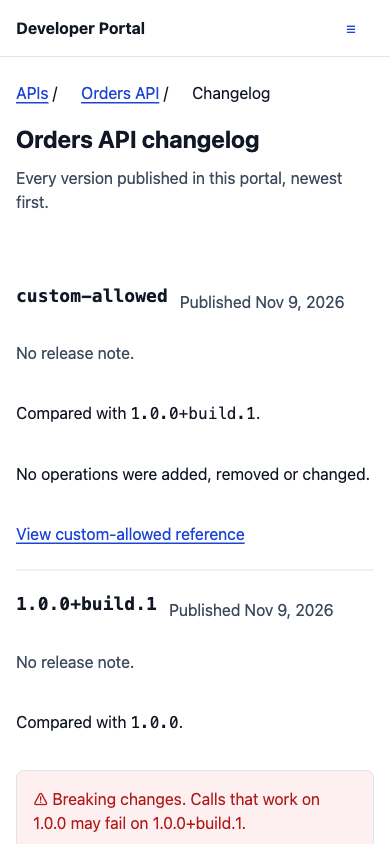 Developer Portal ≡
APIs / Orders API / Changelog
Orders API changelog
Every version published in this portal, newest
first.
custom-allowed Published Nov 9, 2026
No release note.
Compared with 1.0.0+build.1.
No operations were added, removed or changed.
View custom-allowed reference
1.0.0+build.1 Published Nov 9, 2026
No release note.
Compared with 1.0.0.
⚠ Breaking changes. Calls that work on
1.0.0 may fail on 1.0.0+build.1.